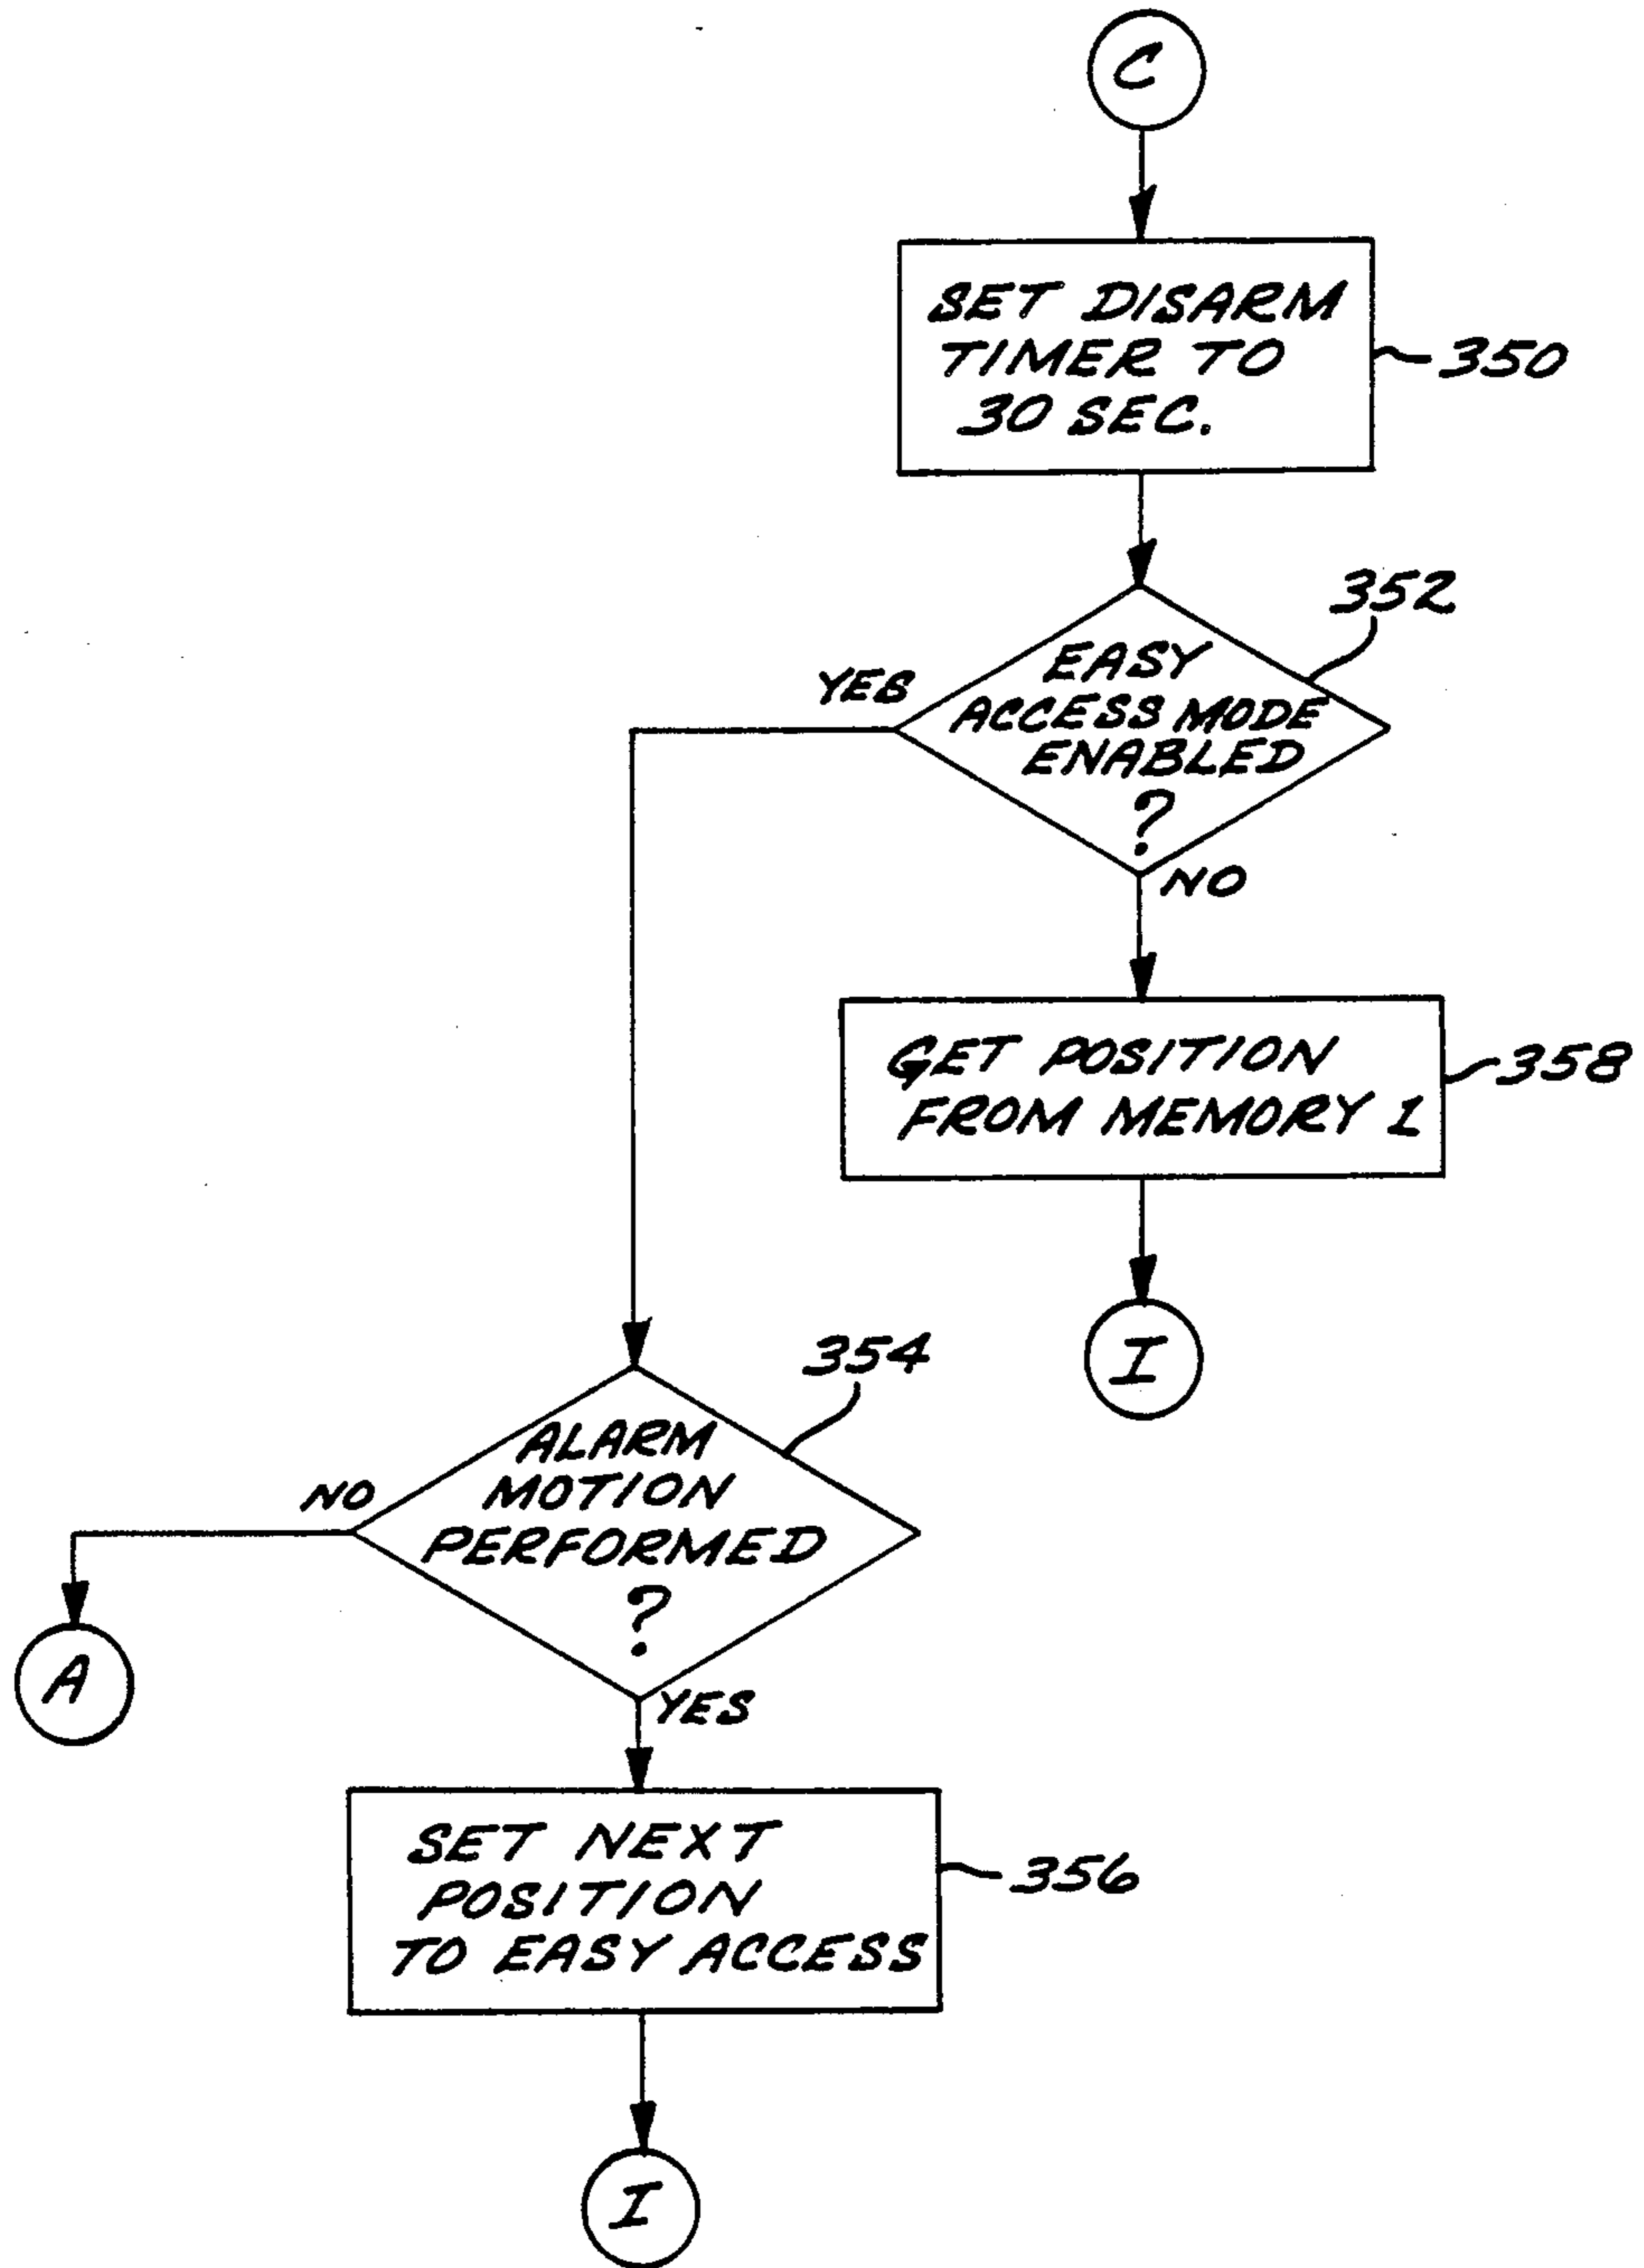 C
SET DISARM
TIMER TO
30 SEC.
350
352
EASY
ACCESS MODE
ENABLED
?
YES
NO
GET POSITION
FROM MEMORY 1
358
I
354
ALARM
MOTION
PERFORMED
?
NO
A
YES
SET NEXT
POSITION
TO EASY ACCESS
356
I